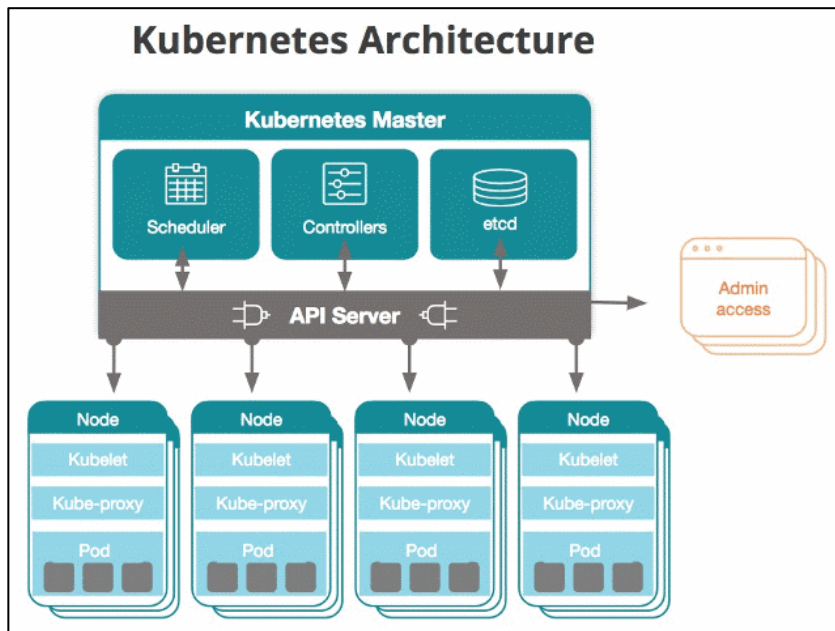 Kubernetes Architecture
Kubernetes Master
Scheduler
Controllers
etcd
API Server
Admin
access
Node
Kubelet
Kube-proxy
Pod
Node
Kubelet
Kube-proxy
Pod
Node
Kubelet
Kube-proxy
Pod
Node
Kubelet
Kube-proxy
Pod